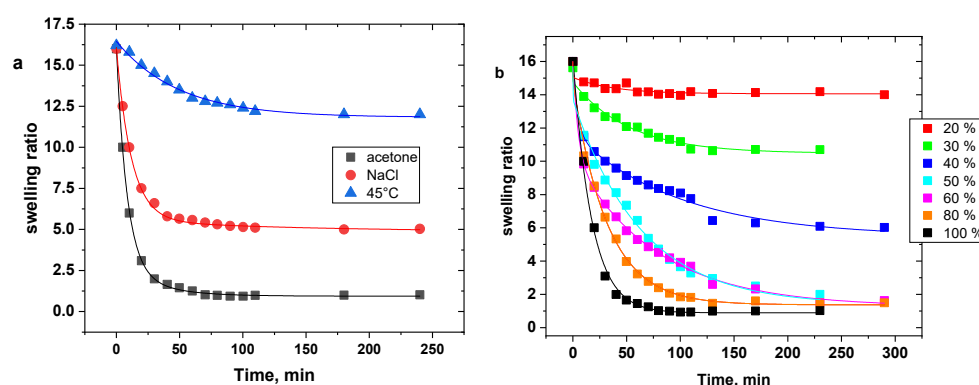 a
17.5
15.0
12.5
10.0
7.5
5.0
2.5
0.0
swelling ratio
acetone
NaCl
45°C
0 50 100 150 200 250
Time, min
b
16
14
12
10
8
6
4
2
0
swelling ratio
20 %
30 %
40 %
50 %
60 %
80 %
100 %
0 50 100 150 200 250 300
Time, min